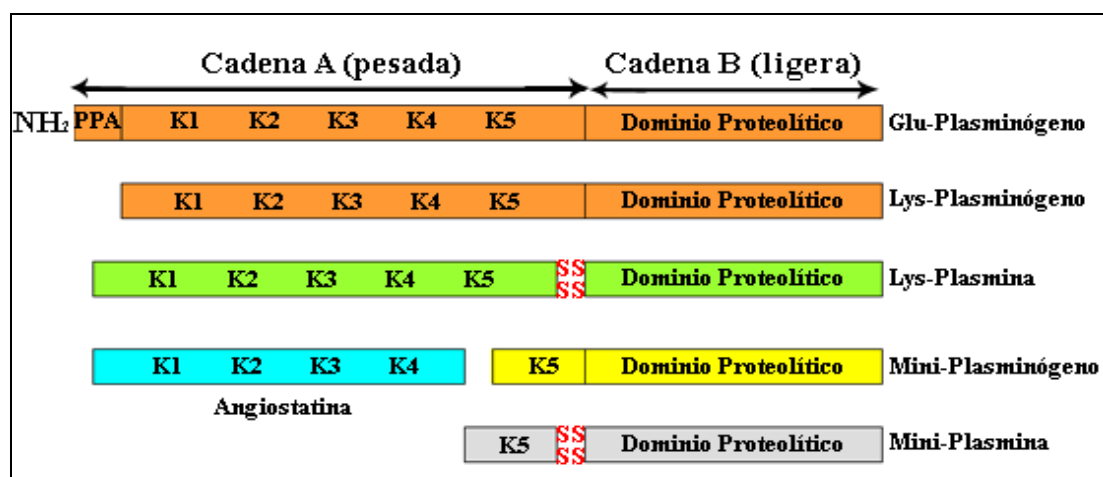 Cadena A (pesada) Cadena B (ligera)
NH₂ PPA K1 K2 K3 K4 K5 Dominio Proteolítico Glu-Plasminógeno
K1 K2 K3 K4 K5 Dominio Proteolítico Lys-Plasminógeno
K1 K2 K3 K4 K5 SS SS Dominio Proteolítico Lys-Plasmina
K1 K2 K3 K4 K5 Dominio Proteolítico Mini-Plasminógeno
Angiostatina
K5 SS SS Dominio Proteolítico Mini-Plasmina